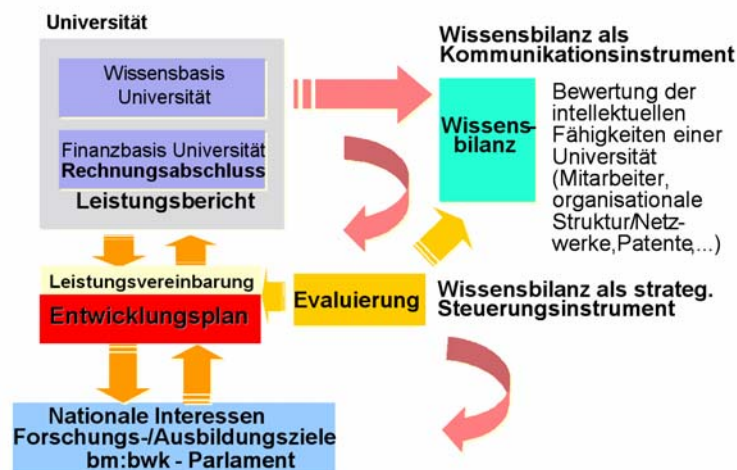 Universität
Wissensbasis
Universität
Finanzbasis Universität
Rechnungsabschluss
Leistungsbericht
Wissensbilanz als
Kommunikationsinstrument
Wissens-
bilanz
Bewertung der
intellektuellen
Fähigkeiten einer
Universität
(Mitarbeiter,
organisationale
Struktur/Netz-
werke,Patente,...)
Leistungsvereinbarung
Entwicklungsplan
Evaluierung
Wissensbilanz als strateg.
Steuerungsinstrument
Nationale Interessen
Forschungs-/Ausbildungsziele
bm:bwk - Parlament